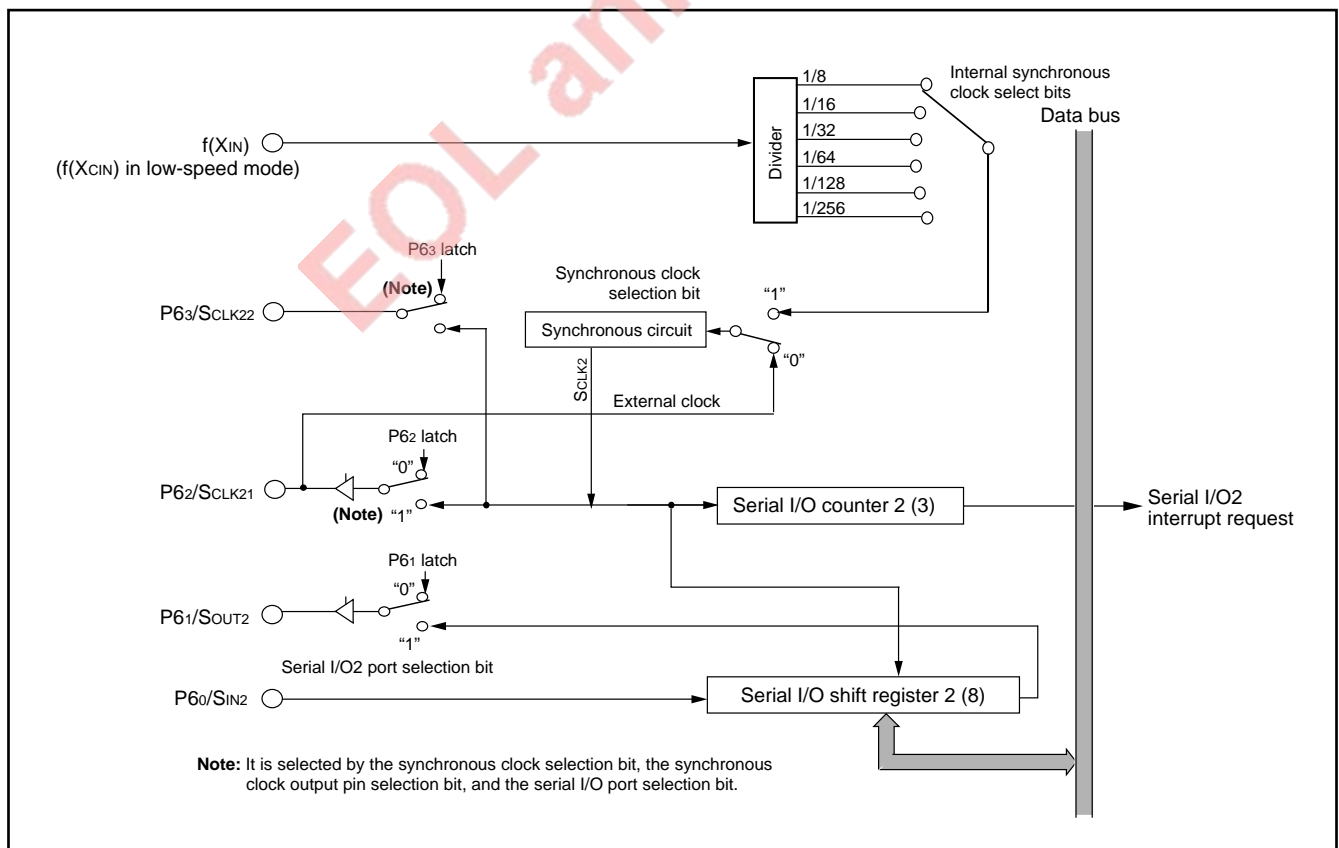 EOL an
1/8
1/16
1/32
1/64
1/128
1/256
Divider
Internal synchronous
clock select bits
Data bus
f(XIN)
(f(XCIN) in low-speed mode)
P63 latch
(Note)
P63/SCLK22
Synchronous clock
selection bit
"1"
Synchronous circuit
"0"
SCLK2
External clock
P62 latch
"0"
P62/SCLK21
(Note) "1"
Serial I/O counter 2 (3)
Serial I/O2
interrupt request
P61 latch
"0"
P61/SOUT2
"1"
Serial I/O2 port selection bit
P60/SIN2
Serial I/O shift register 2 (8)
Note: It is selected by the synchronous clock selection bit, the synchronous
clock output pin selection bit, and the serial I/O port selection bit.